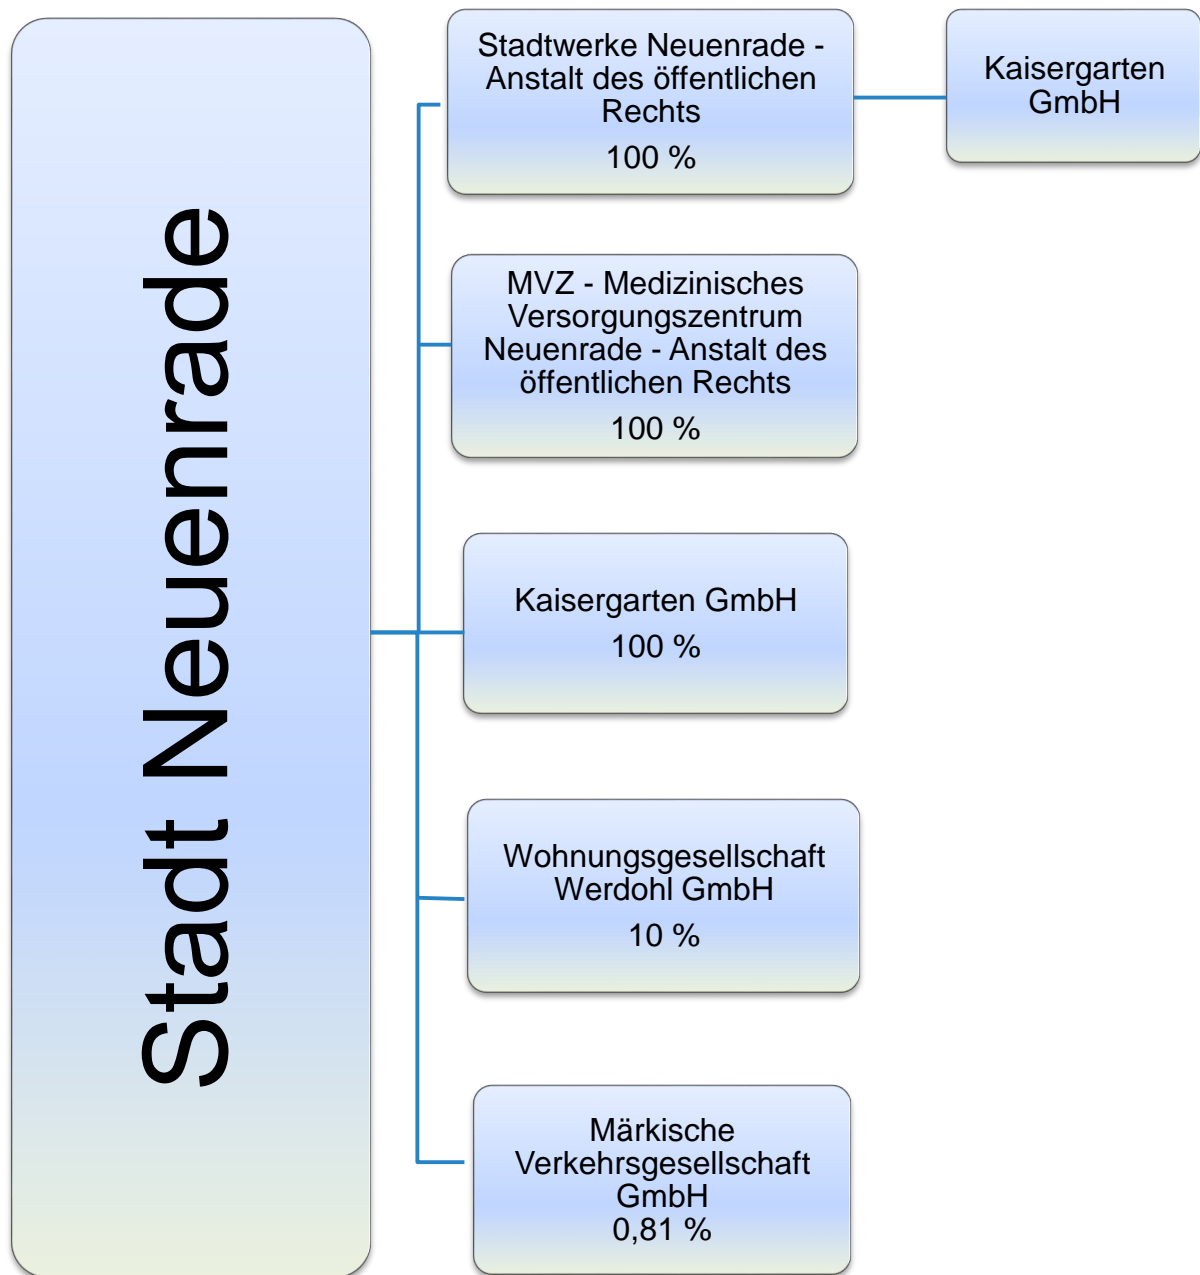 Stadt Neuenrade
Stadtwerke Neuenrade -
Anstalt des öffentlichen
Rechts
100 %
Kaisergarten
GmbH
MVZ - Medizinisches
Versorgungszentrum
Neuenrade - Anstalt des
öffentlichen Rechts
100 %
Kaisergarten GmbH
100 %
Wohnungsgesellschaft
Werdohl GmbH
10 %
Märkische
Verkehrsgesellschaft
GmbH
0,81 %